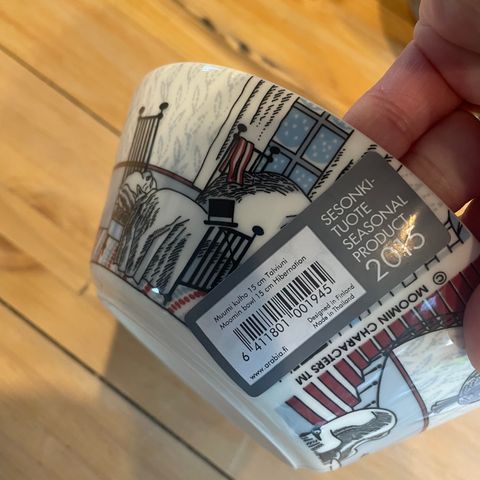 SESONKI-
TUOTE
SEASONAL
PRODUCT
2015
Muumi kulho 15 cm Talviuni
Moomin bowl 15 cm Hibernation
6 411801 001945
Designed in Finland
Made in Thailand
www.arabia.fi
© MOOMIN CHARACTERS TM